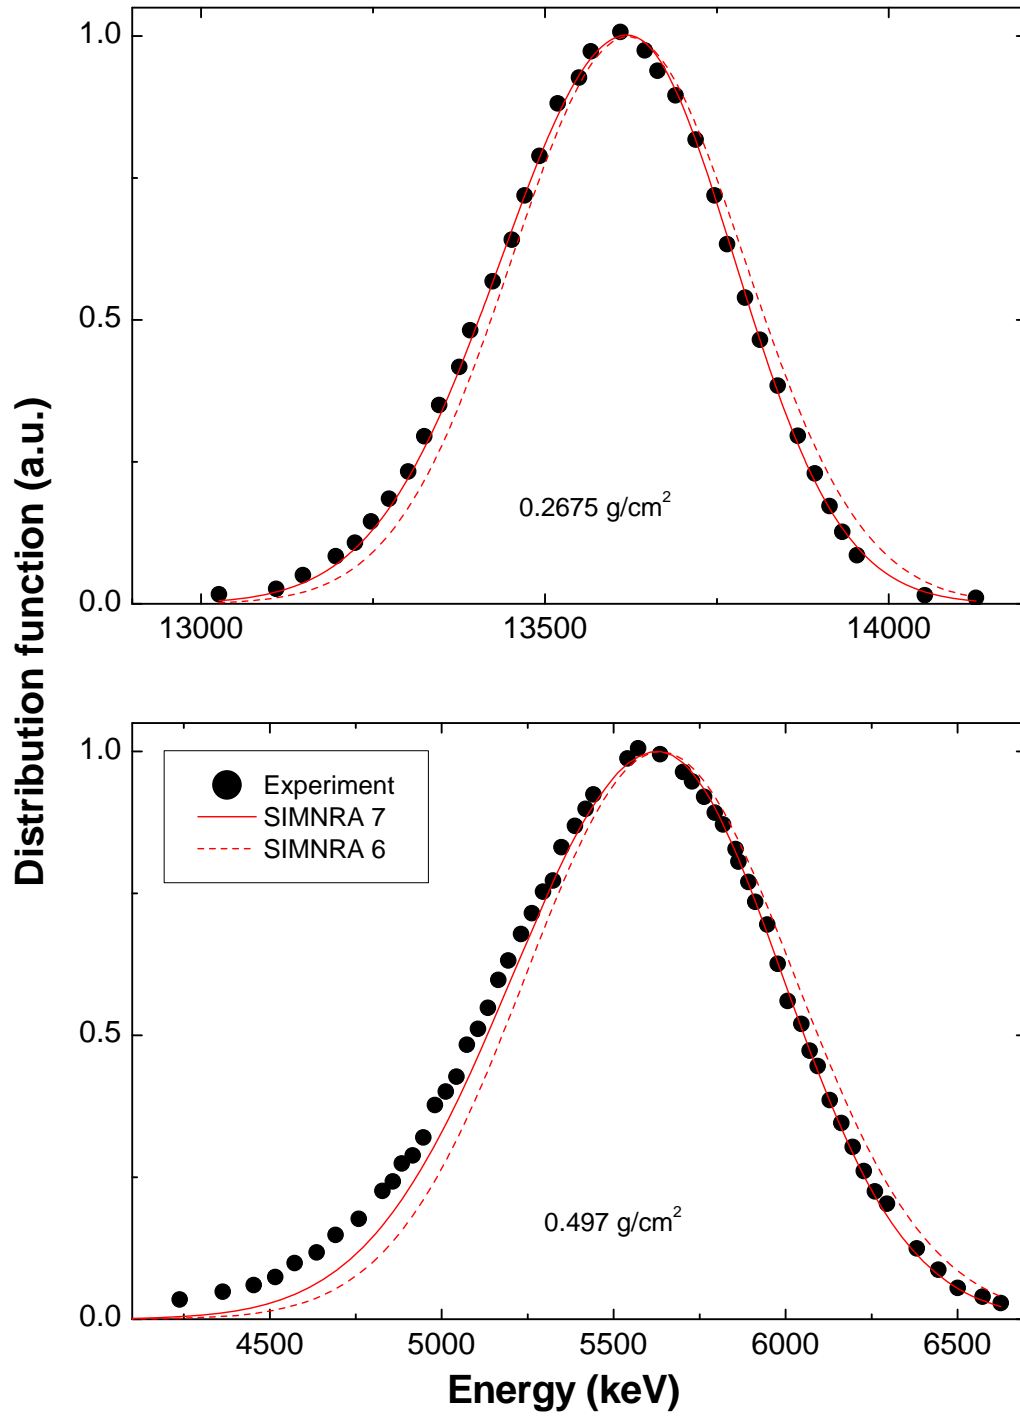 1.0
0.5
0.0
0.2675 g/cm²
13000 13500 14000
Distribution function (a.u.)
1.0
0.5
0.0
Experiment
SIMNRA 7
SIMNRA 6
0.497 g/cm²
4500 5000 5500 6000 6500
Energy (keV)